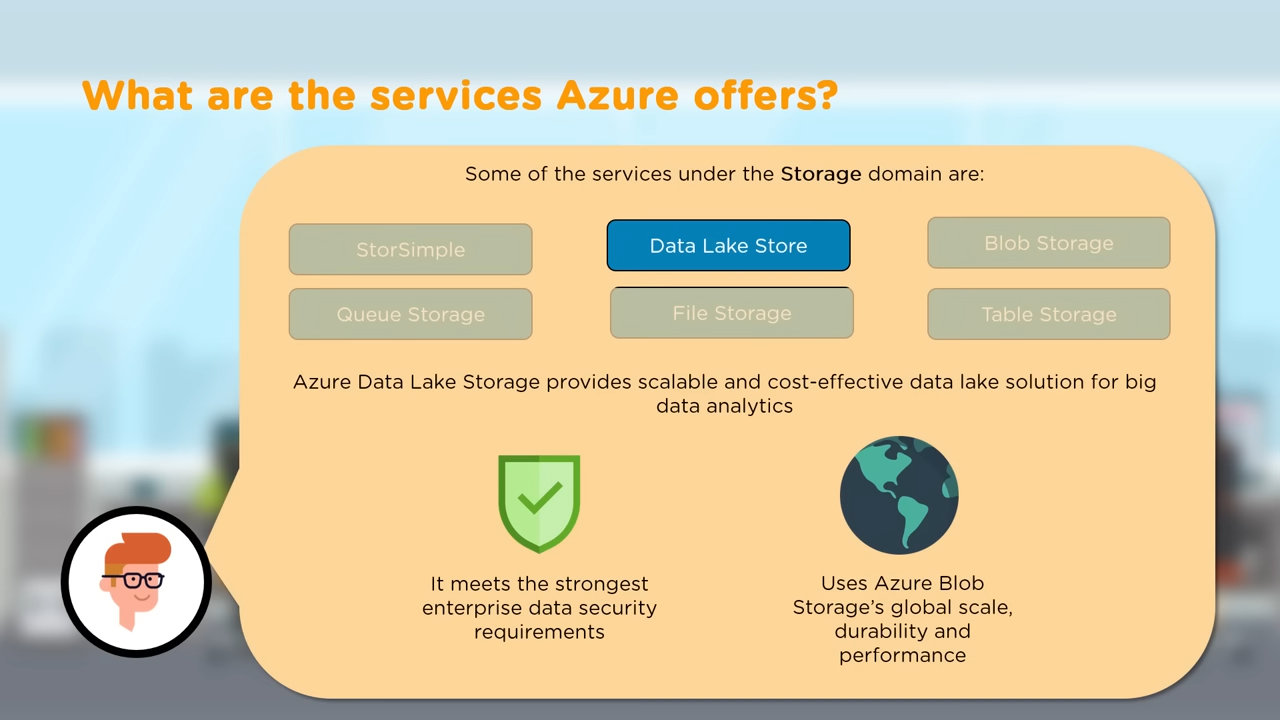 What are the services Azure offers?
Some of the services under the Storage domain are:
StorSimple
Data Lake Store
Blob Storage
Queue Storage
File Storage
Table Storage
Azure Data Lake Storage provides scalable and cost-effective data lake solution for big
data analytics
It meets the strongest
enterprise data security
requirements
Uses Azure Blob
Storage’s global scale,
durability and
performance